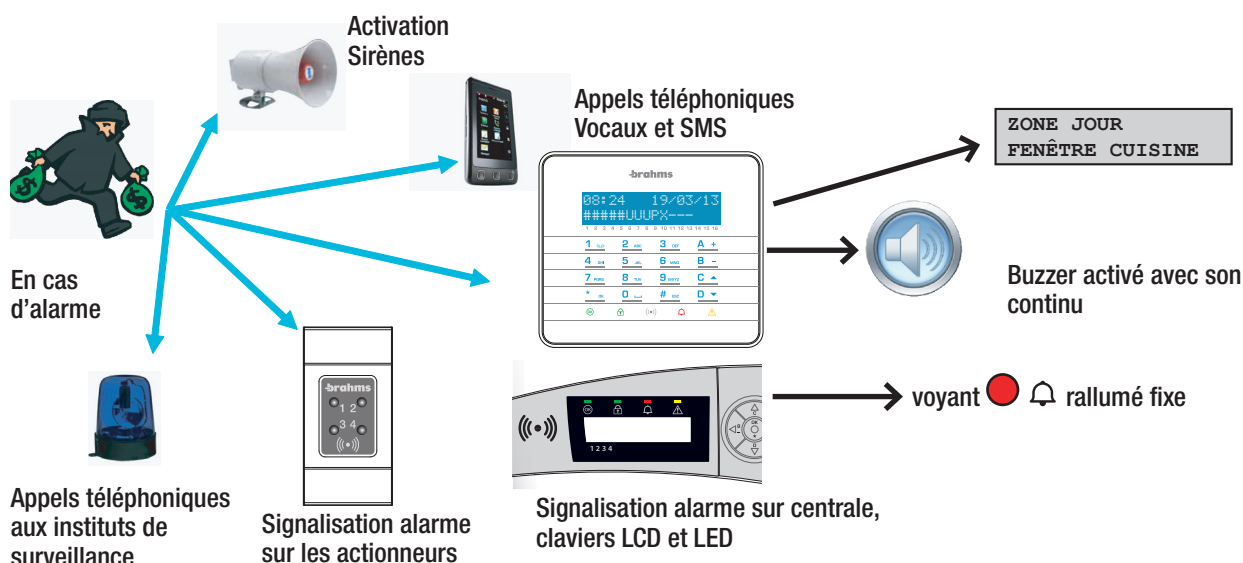 Activation
Sirènes
Appels téléphoniques
Vocaux et SMS
ZONE JOUR
FENÊTRE CUISINE
brahms
08:24 19/03/13
#####UUUPX---
1 2 3 4 5 6 7 8 9 10 11 12 13 14 15 16
1 2 ABC 3 DEF A +
4 GHI 5 JKL 6 MNO B -
7 PQRS 8 TUV 9 WXYZ C
* OK 0 # ESC D
OK
En cas
d'alarme
Buzzer activé avec son
continu
brahms
1 2
3 4
OK
1 2 3 4
voyant rallumé fixe
Appels téléphoniques
aux instituts de
surveillance
Signalisation alarme
sur les actionneurs
Signalisation alarme sur centrale,
claviers LCD et LED